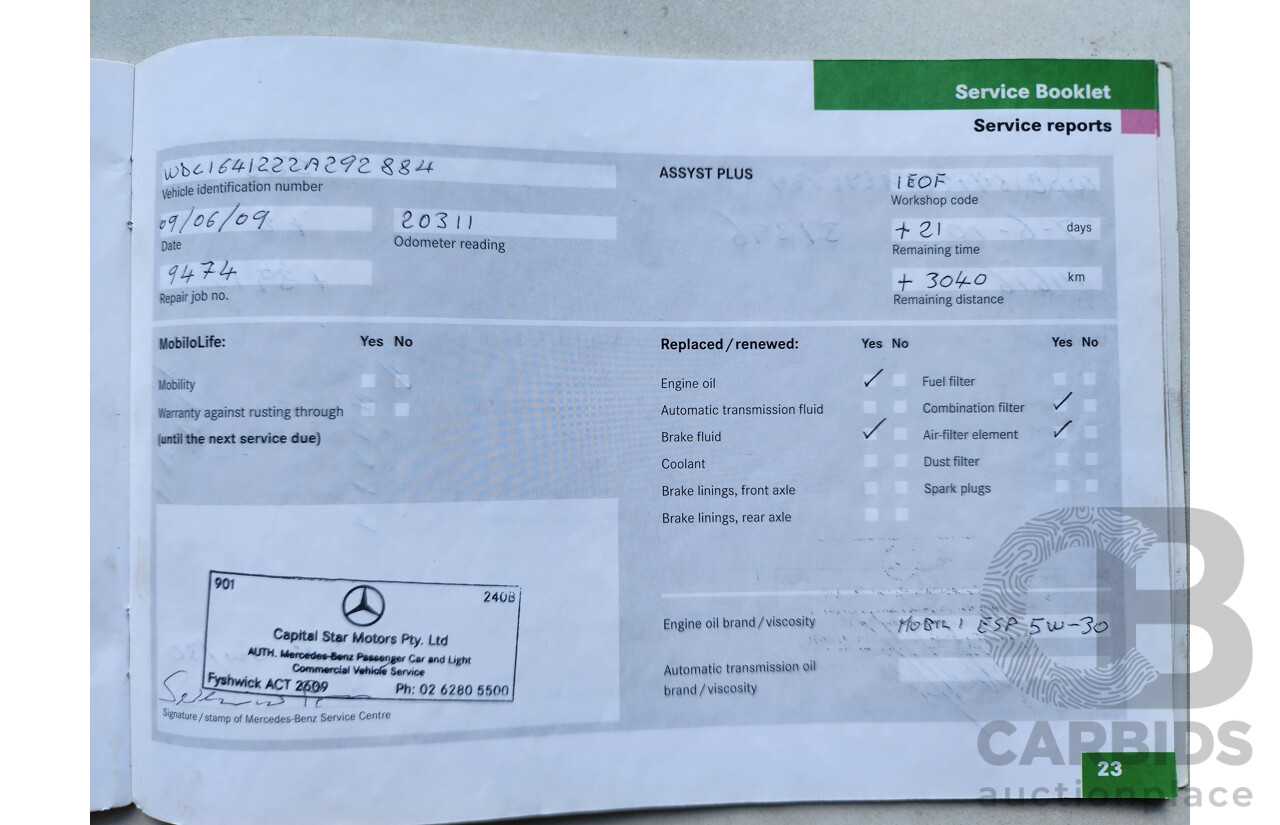 Service Booklet
Service reports
WDC1641222A292884
Vehicle identification number
09/06/09
Date
20311
Odometer reading
9474
Repair job no.
ASSYST PLUS
1EOF
Workshop code
+ 21 days
Remaining time
+ 3040 km
Remaining distance
MobiloLife: Yes No
Mobility
Warranty against rusting through
(until the next service due)
Replaced / renewed: Yes No Yes No
Engine oil ✓ Fuel filter
Automatic transmission fluid Combination filter ✓
Brake fluid ✓ Air-filter element ✓
Coolant Dust filter
Brake linings, front axle Spark plugs
Brake linings, rear axle
901
240B
Capital Star Motors Pty. Ltd
AUTH. Mercedes-Benz Passenger Car and Light
Commercial Vehicle Service
Fyshwick ACT 2609 Ph: 02 6280 5500
Signature / stamp of Mercedes-Benz Service Centre
Engine oil brand / viscosity MOBIL 1 ESP 5W-30
Automatic transmission oil
brand / viscosity
CARBIDS
auctionplace
23